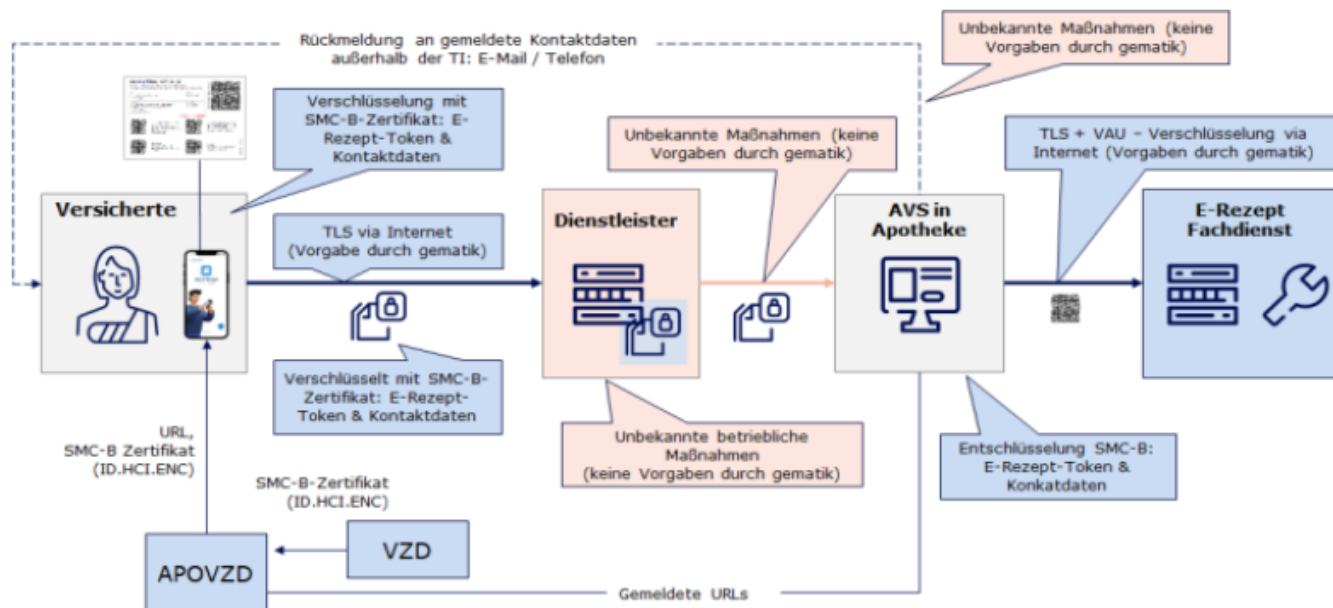 Rückmeldung an gemeldete Kontaktdaten
außerhalb der TI: E-Mail / Telefon
Unbekannte Maßnahmen (keine
Vorgaben durch gematik)
Verschlüsselung mit
SMC-B-Zertifikat: E-
Rezept-Token &
Kontaktdaten
Unbekannte Maßnahmen (keine
Vorgaben durch gematik)
TLS + VAU – Verschlüsselung via
Internet (Vorgaben durch gematik)
Versicherte
TLS via Internet
(Vorgabe durch gematik)
Dienstleister
AVS in
Apotheke
E-Rezept
Fachdienst
Verschlüsselt mit SMC-B-
Zertifikat: E-Rezept-
Token & Kontaktdaten
Unbekannte betriebliche
Maßnahmen
(keine Vorgaben durch gematik)
Entschlüsselung SMC-B:
E-Rezept-Token &
Konkatdaten
URL,
SMC-B Zertifikat
(ID.HCI.ENC)
SMC-B-Zertifikat
(ID.HCI.ENC)
VZD
APOVZD
Gemeldete URLs